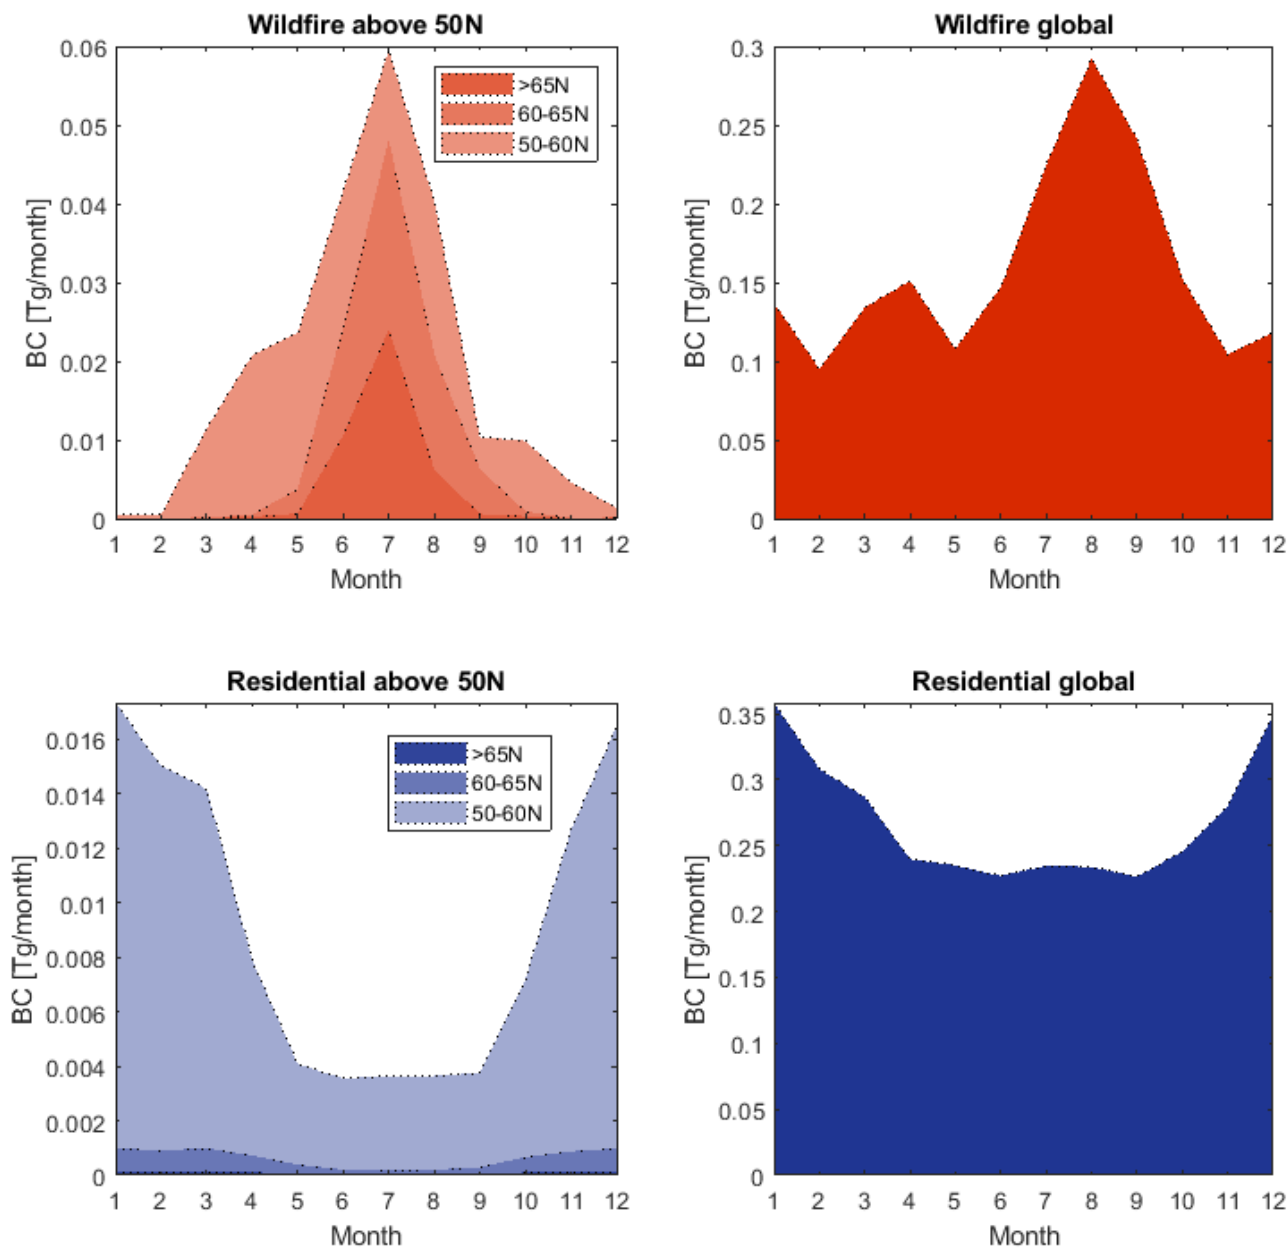 Wildfire above 50N
0.06
0.05
0.04
0.03
0.02
0.01
0
BC [Tg/month]
>65N
60-65N
50-60N
1 2 3 4 5 6 7 8 9 10 11 12
Month
Wildfire global
0.3
0.25
0.2
0.15
0.1
0.05
0
BC [Tg/month]
1 2 3 4 5 6 7 8 9 10 11 12
Month
Residential above 50N
0.016
0.014
0.012
0.01
0.008
0.006
0.004
0.002
0
BC [Tg/month]
>65N
60-65N
50-60N
1 2 3 4 5 6 7 8 9 10 11 12
Month
Residential global
0.35
0.3
0.25
0.2
0.15
0.1
0.05
0
BC [Tg/month]
1 2 3 4 5 6 7 8 9 10 11 12
Month